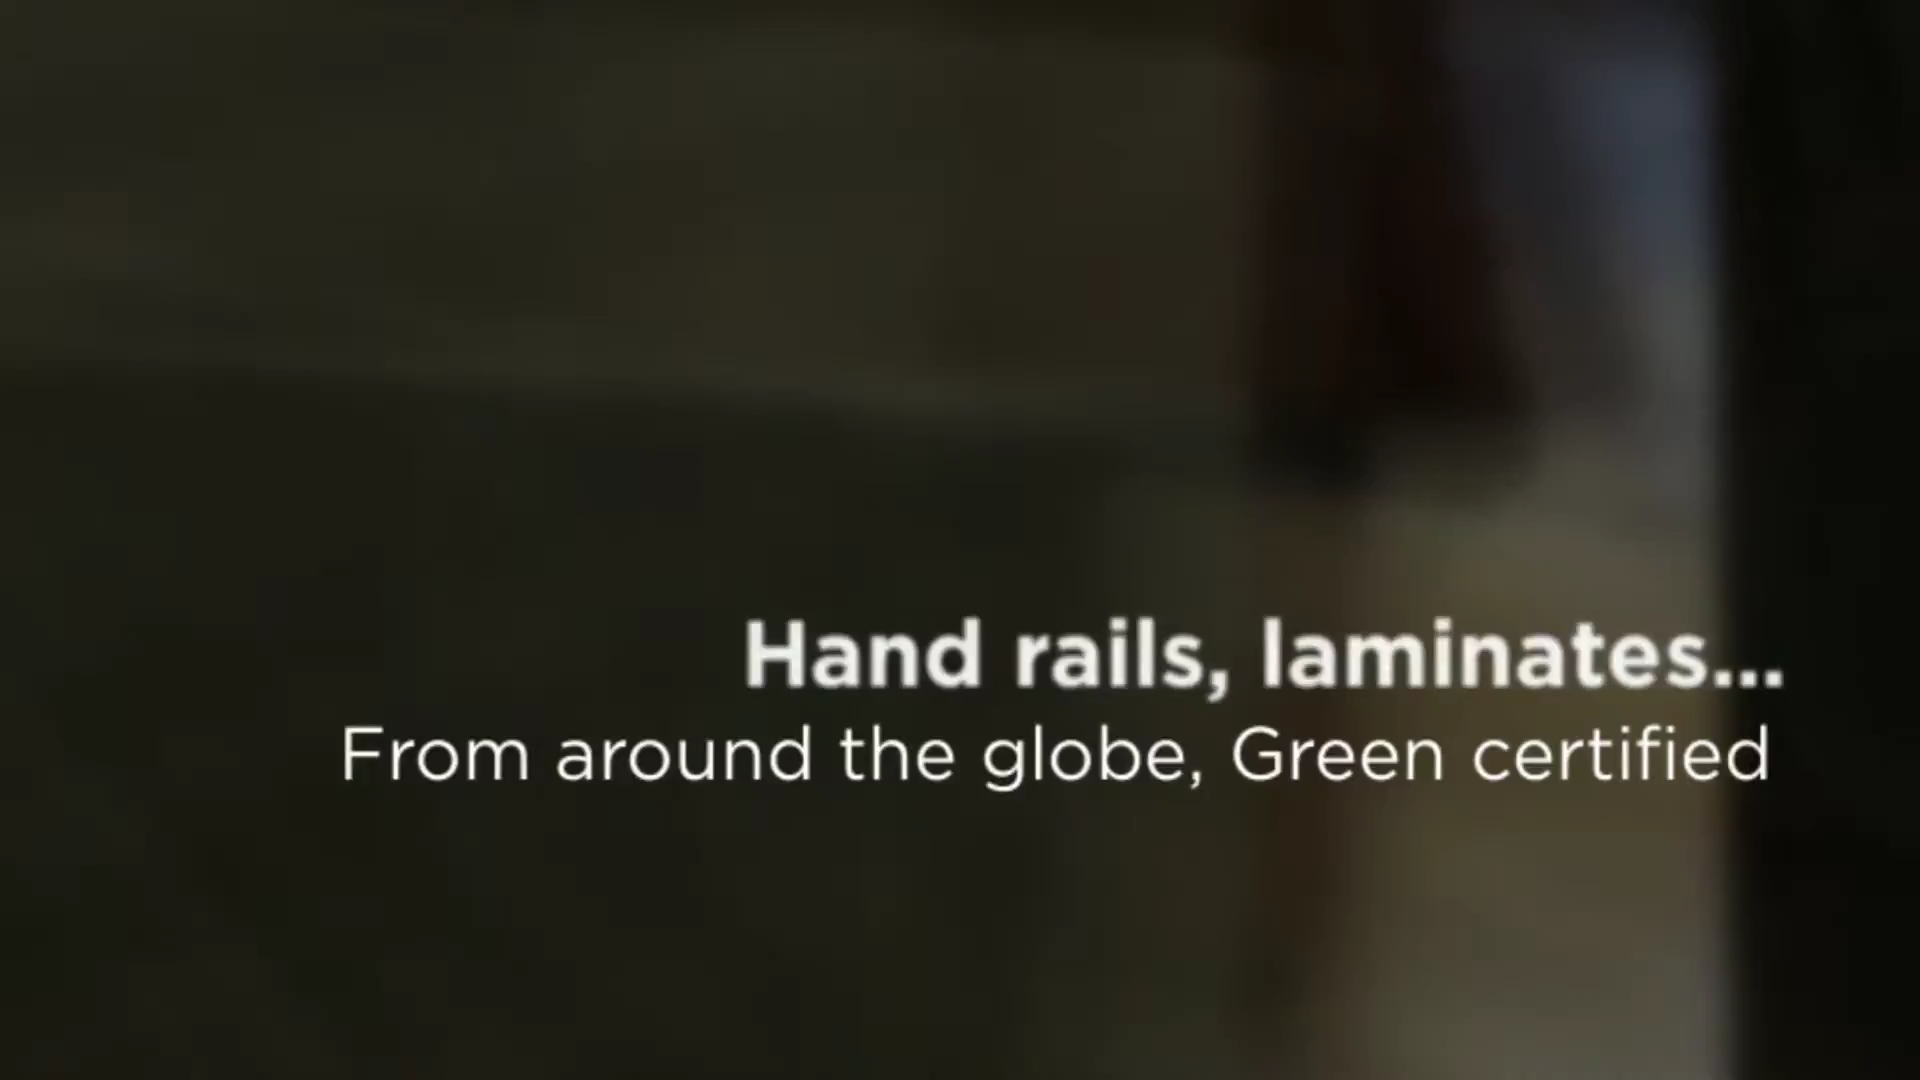 Hand rails, laminates...
From around the globe, Green certified